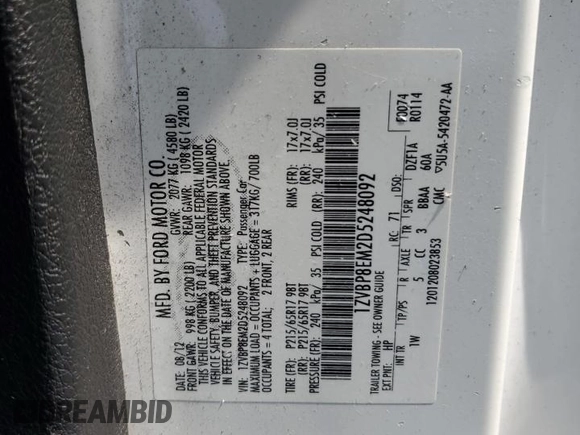 MFD. BY FORD MOTOR CO.
DATE: 08/12 GVWR: 2077 KG ( 4580 LB)
FRONT GAWR: 998 KG ( 2200 LB) REAR GAWR: 1098 KG ( 2420 LB)
THIS VEHICLE CONFORMS TO ALL APPLICABLE FEDERAL MOTOR
VEHICLE SAFETY, BUMPER, AND THEFT PREVENTION STANDARDS
IN EFFECT ON THE DATE OF MANUFACTURE SHOWN ABOVE.
VIN: 1ZVBP8EM2D5248092 TYPE: Passenger Car
MAXIMUM LOAD = OCCUPANTS + LUGGAGE = 317KG/ 700LB
OCCUPANTS = 4 TOTAL; 2 FRONT, 2 REAR
TIRE (FR): P215/65R17 98T RIMS (FR): 17x7.0J
(RR): P215/65R17 98T (RR): 17x7.0J
PRESSURE (FR): 240 kPa/ 35 PSI COLD (RR): 240 kPa/ 35 PSI COLD
1ZVBP8EM2D5248092
TRAILER TOWING - SEE OWNER GUIDE
EXT PNT: HP RC: 71 DSO: F0074
R0114
INT TR TP/PS R AXLE TR SPR DZF1A
1W 5 CC 3 BBAA 60A
1201208023853 CMC 5U5A-5420472-AA
DREAMBID